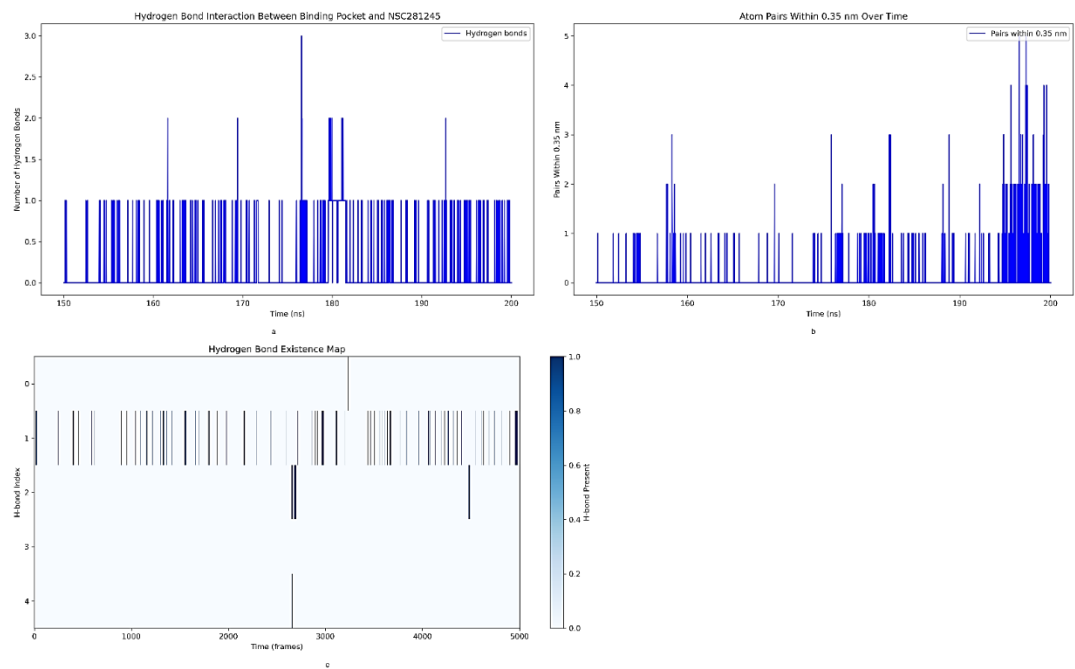 Hydrogen Bond Interaction Between Binding Pocket and NSC281245
Hydrogen bonds
Number of Hydrogen Bonds
3.0
2.5
2.0
1.5
1.0
0.5
0.0
150 160 170 180 190 200
Time (ns)
a
Atom Pairs Within 0.35 nm Over Time
Pairs within 0.35 nm
Pairs Within 0.35 nm
5
4
3
2
1
0
150 160 170 180 190 200
Time (ns)
b
Hydrogen Bond Existence Map
H-bond Index
0
1
2
3
4
0 1000 2000 3000 4000 5000
Time (frames)
1.0
0.8
0.6
0.4
0.2
0.0
H-bond Present
c